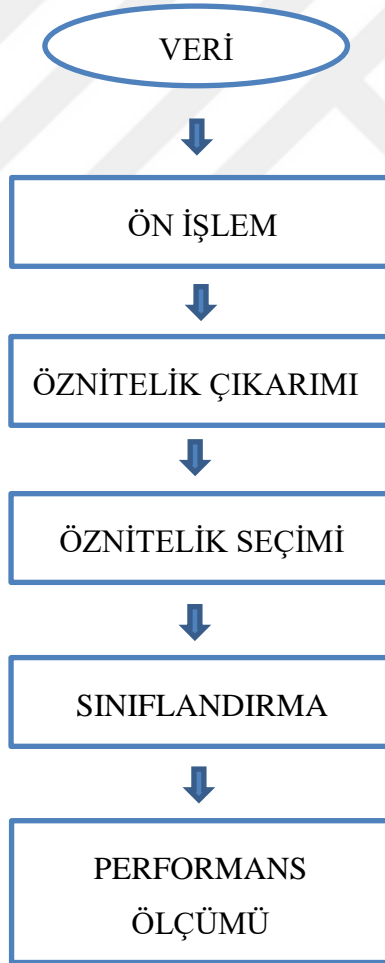 VERİ
ÖN İŞLEM
ÖZNİTELİK ÇIKARIMI
ÖZNİTELİK SEÇİMİ
SINIFLANDIRMA
PERFORMANS
ÖLÇÜMÜ